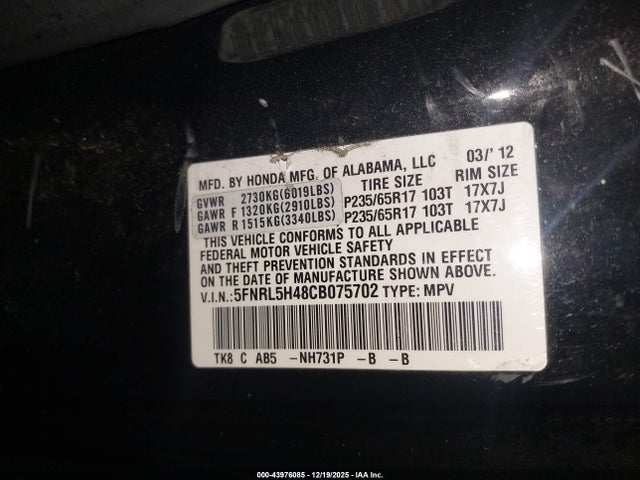 MFD. BY HONDA MFG. OF ALABAMA, LLC 03/' 12
TIRE SIZE RIM SIZE
GVWR 2730KG(6019LBS)
GAWR F 1320KG(2910LBS) P235/65R17 103T 17X7J
GAWR R 1515KG(3340LBS) P235/65R17 103T 17X7J
THIS VEHICLE CONFORMS TO ALL APPLICABLE
FEDERAL MOTOR VEHICLE SAFETY
AND THEFT PREVENTION STANDARDS IN EFFECT
ON THE DATE OF MANUFACTURE SHOWN ABOVE.
V.I.N.:5FNRL5H48CB075702 TYPE: MPV
TK8 C AB5 -NH731P -B -B
000-43976085 - 12/19/2025 - IAA Inc.